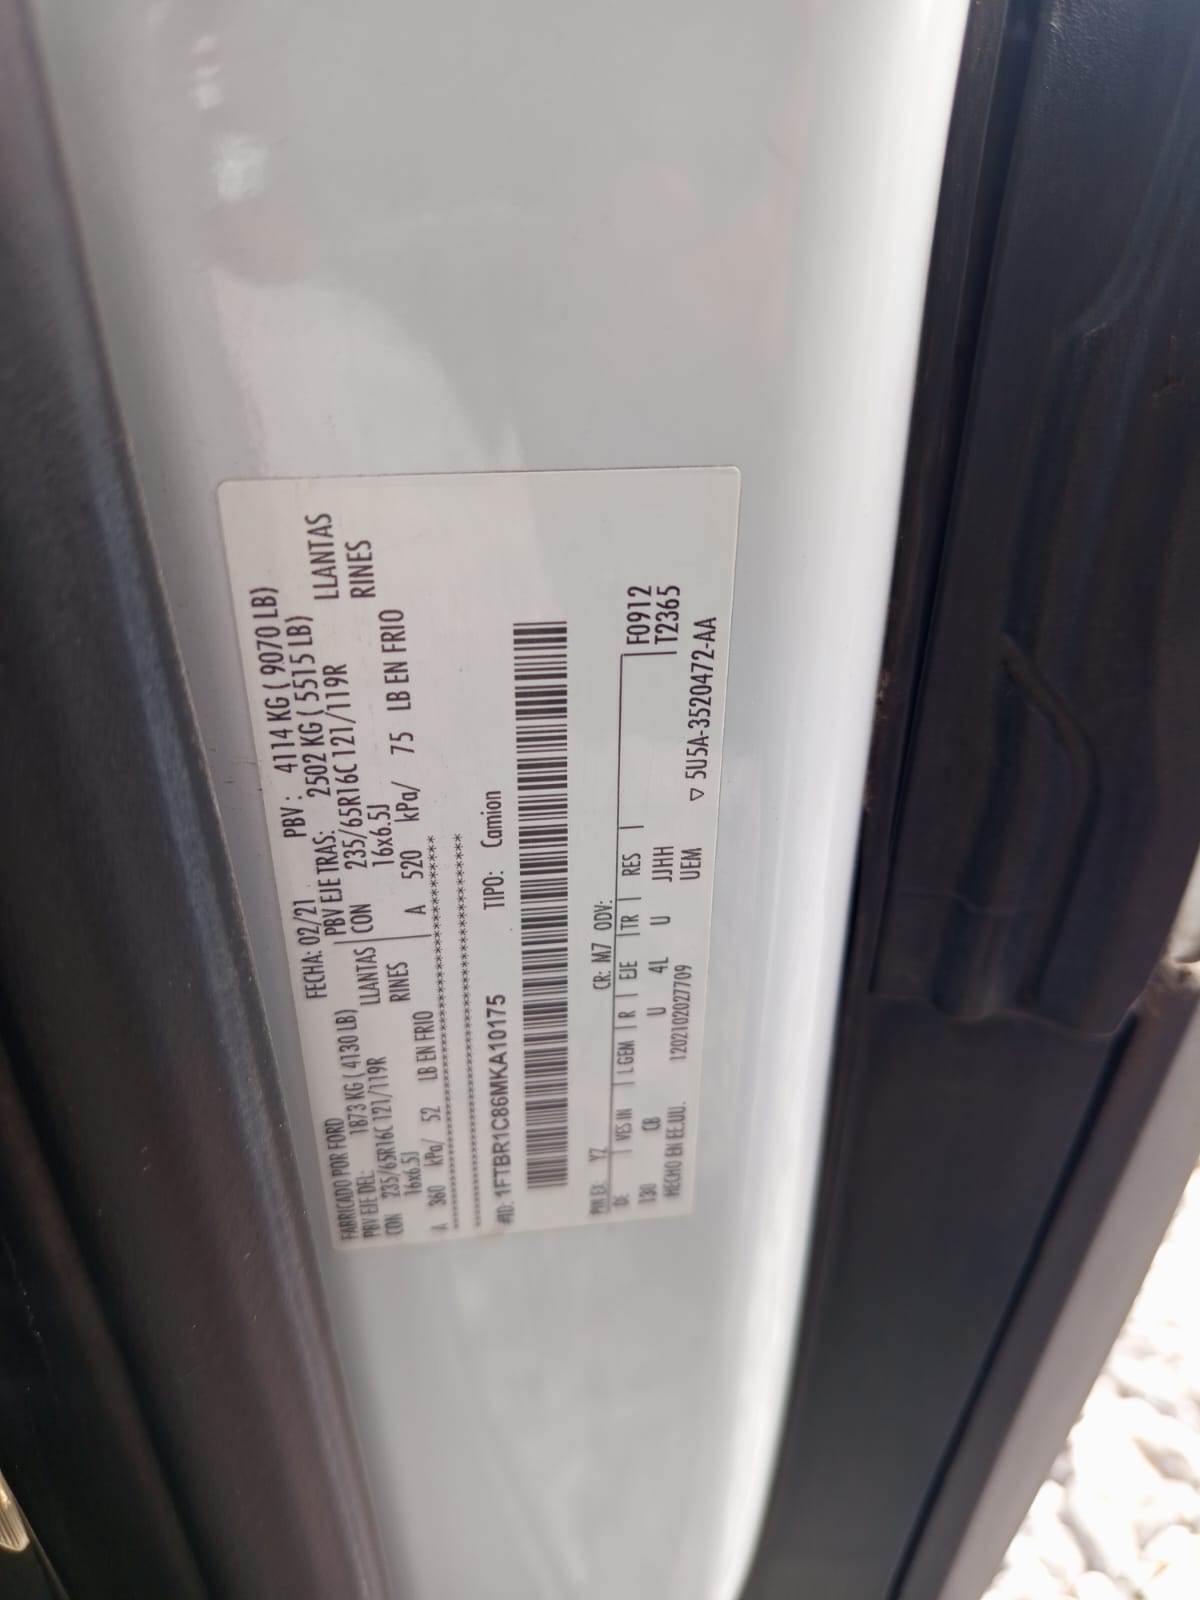 FABRICADO POR FORD FECHA: 02/21 PBV: 4114 KG ( 9070 LB)
PBV EJE DEL: 1873 KG ( 4130 LB) PBV EJE TRAS: 2502 KG ( 5515 LB)
CON 235/65R16C 121/119R LLANTAS CON 235/65R16C 121/119R LLANTAS
16x6.5J RINES 16x6.5J RINES
A 360 kPa/ 52 LB EN FRIO A 520 kPa/ 75 LB EN FRIO
#ID: 1FTBR1C86MKA10175 TIPO: Camion
PIN EX: YZ CR: M7 ODV:
DE VES IN LGEM R EJE TR RES F0912
130 CB U 4L U JJHH T2365
HECHO EN EE.UU. 1202102027709 UEM ▽ 5U5A-3520472-AA